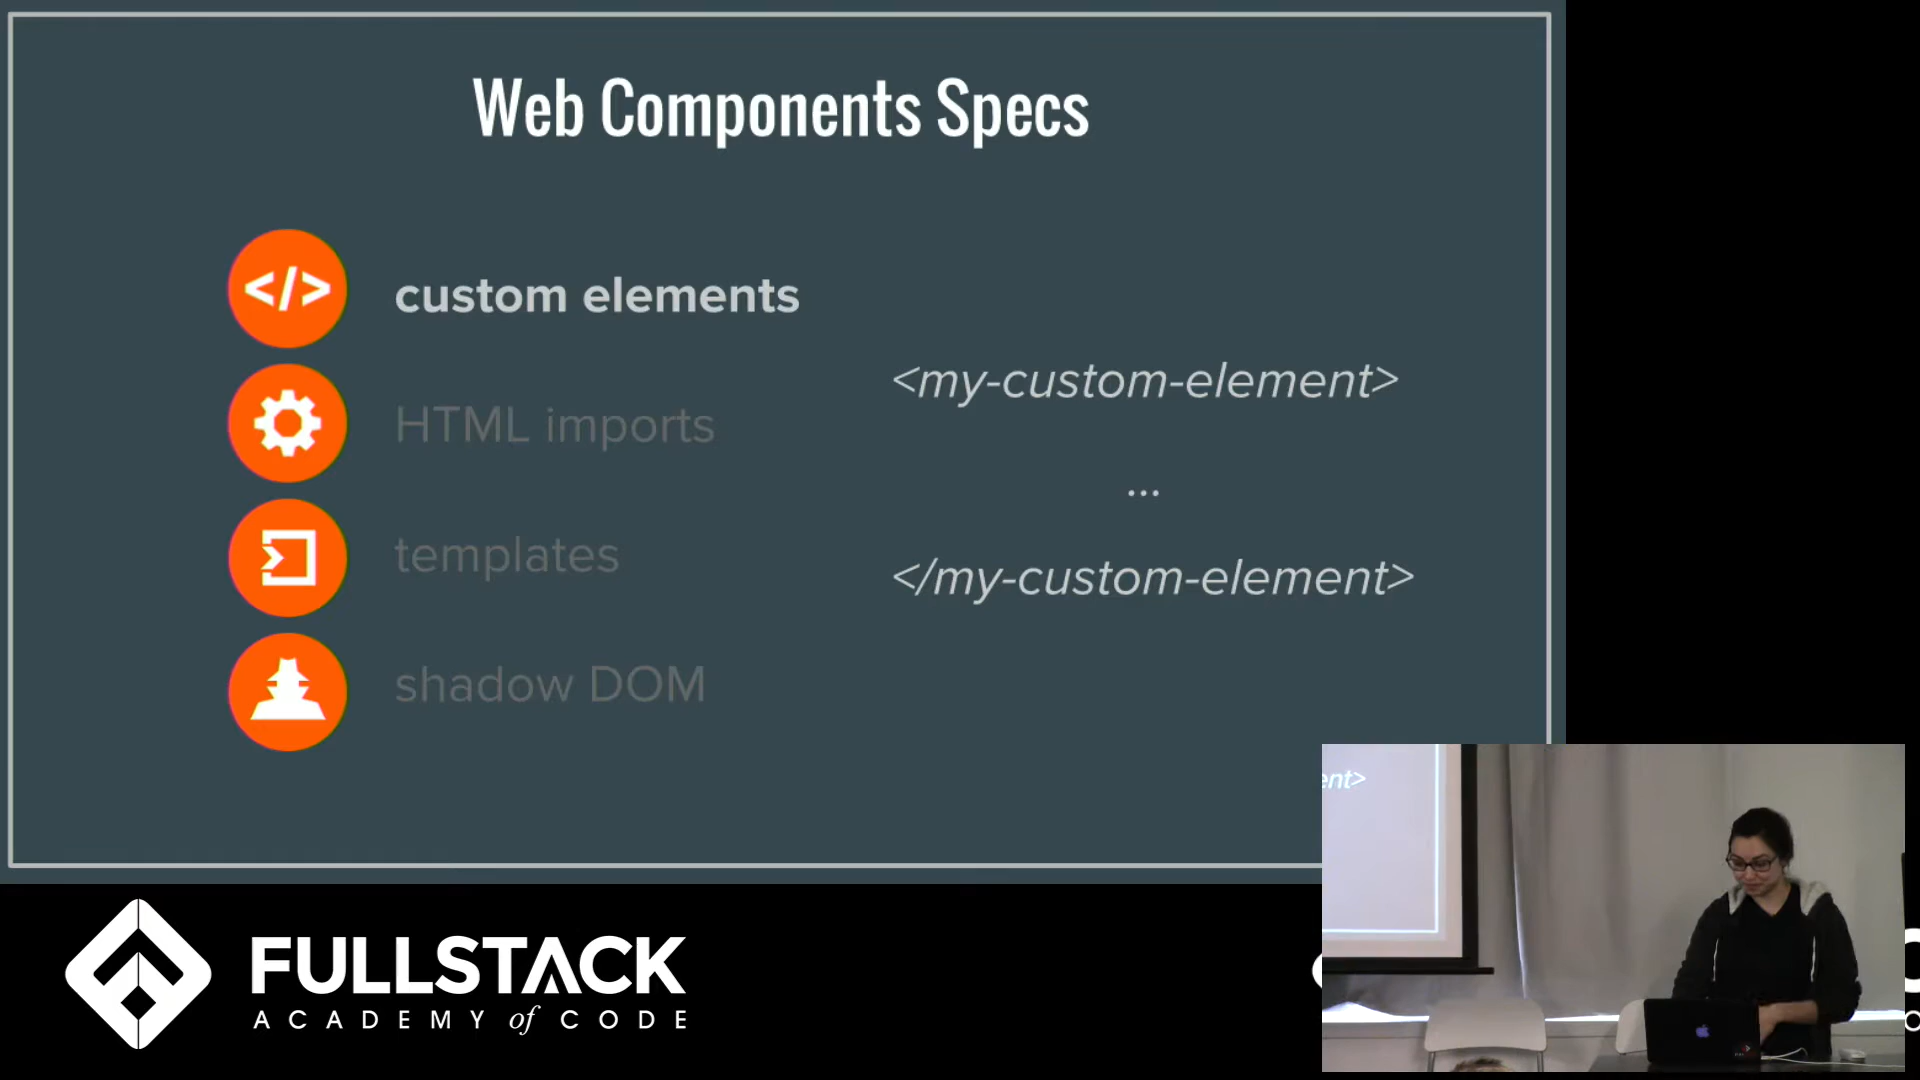 Web Components Specs
</>
custom elements
HTML imports
templates
shadow DOM
<my-custom-element>
...
</my-custom-element>
ent>
FULLSTACK
ACADEMY of CODE